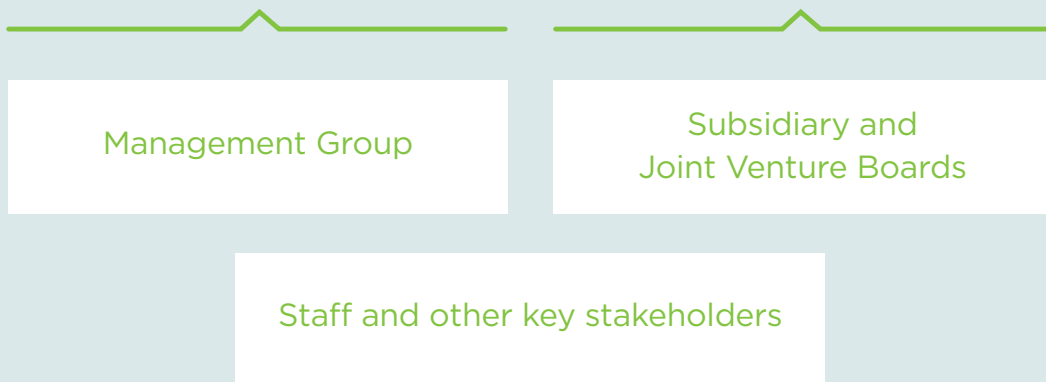 Management Group
Subsidiary and
Joint Venture Boards
Staff and other key stakeholders